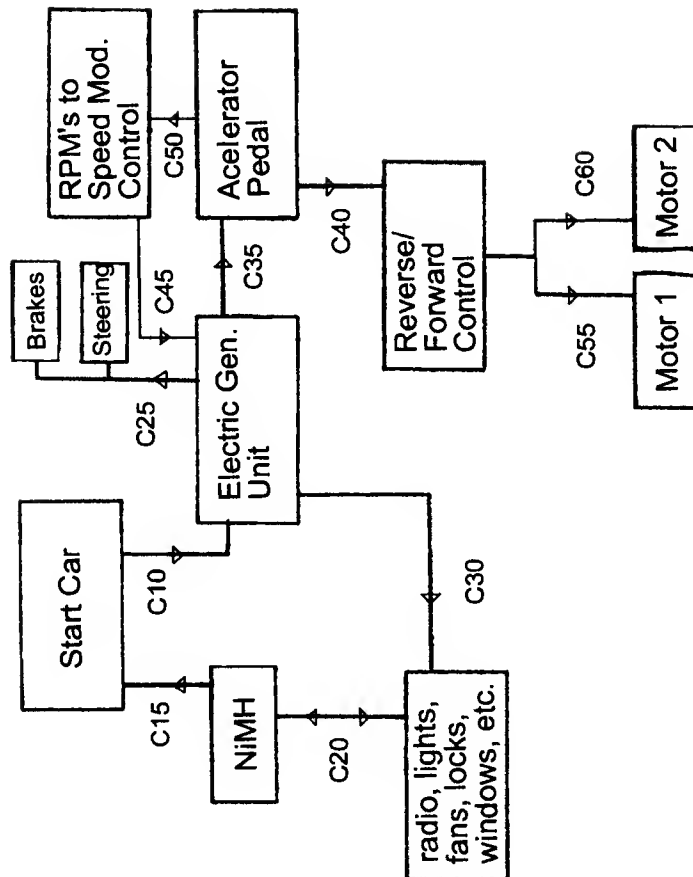 Start Car
C15
C10
NiMH
C20
radio, lights,
fans, locks,
windows, etc.
C30
Electric Gen.
Unit
C25
Brakes
Steering
C45
RPM's to
Speed Mod.
Control
C50
C35
Acelerator
Pedal
C40
Reverse/
Forward
Control
C55
C60
Motor 1
Motor 2